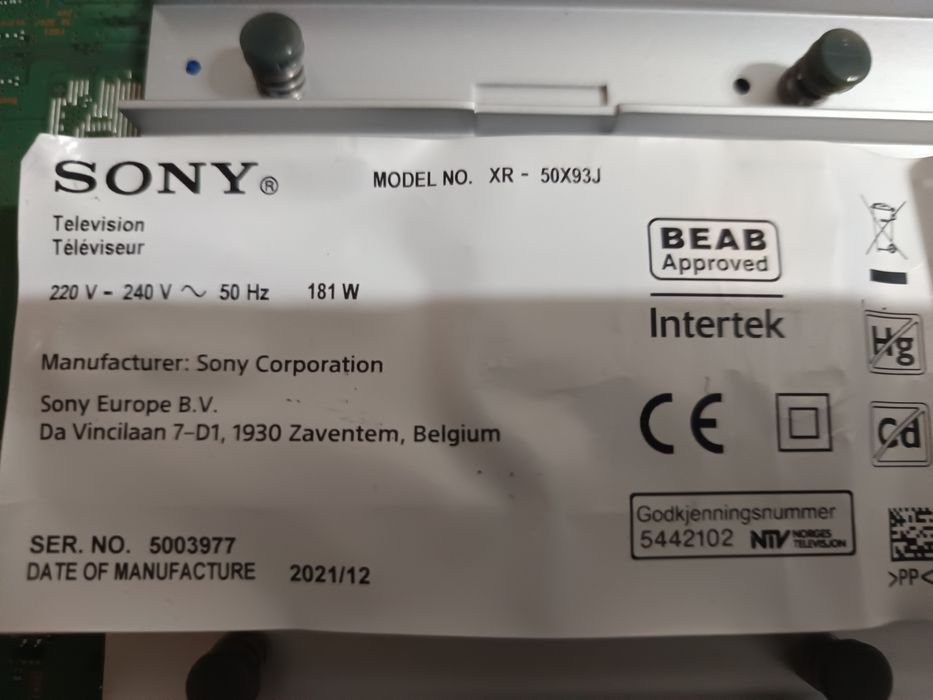 SONY®
MODEL NO. XR - 50X93J
Television
Téléviseur
220 V - 240 V ~ 50 Hz 181 W
BEAB
Approved
Intertek
Manufacturer: Sony Corporation
Hg
Sony Europe B.V.
Da Vincilaan 7-D1, 1930 Zaventem, Belgium
CE
Cd
Godkjenningsnummer
5442102 NTV NORGES TELEVISJON
SER. NO. 5003977
DATE OF MANUFACTURE 2021/12
>PP<